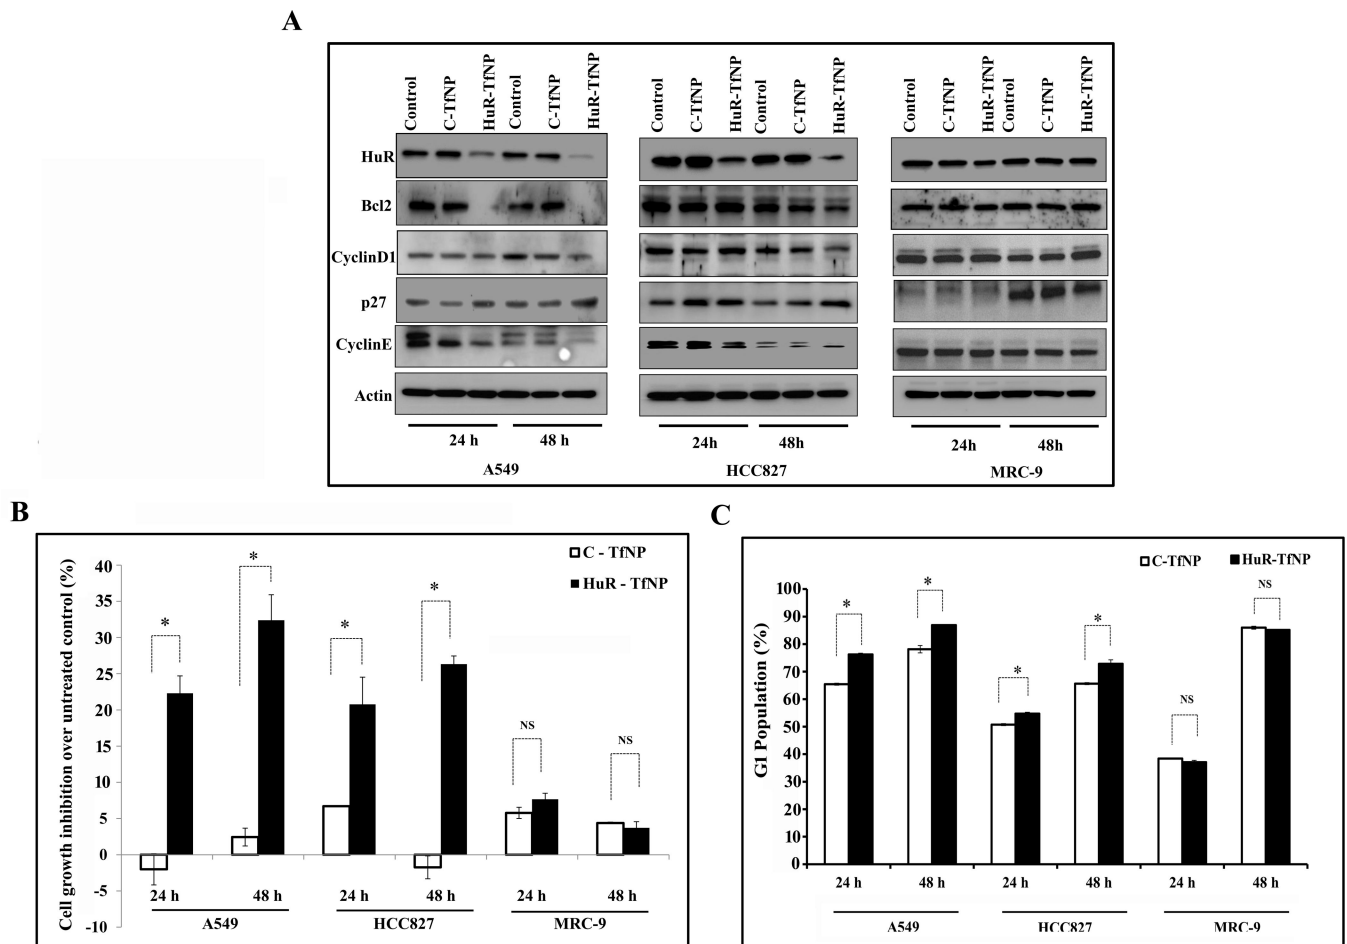 A
Control C-TfNP HuR-TfNP Control C-TfNP HuR-TfNP
Control C-TfNP HuR-TfNP Control C-TfNP HuR-TfNP
Control C-TfNP HuR-TfNP Control C-TfNP HuR-TfNP
HuR
Bcl2
CyclinD1
p27
CyclinE
Actin
24 h 48 h 24h 48h 24h 48h
A549 HCC827 MRC-9
B
Cell growth inhibition over untreated control (%)
C - TfNP
HuR - TfNP
40
35
30
25
20
15
10
5
0
-5
-10
* * * * NS NS
24 h 48 h 24 h 48 h 24 h 48 h
A549 HCC827 MRC-9
C
G1 Population (%)
C-TfNP HuR-TfNP
100
90
80
70
60
50
40
30
20
10
0
* * * * NS NS
24 h 48 h 24 h 48 h 24 h 48 h
A549 HCC827 MRC-9